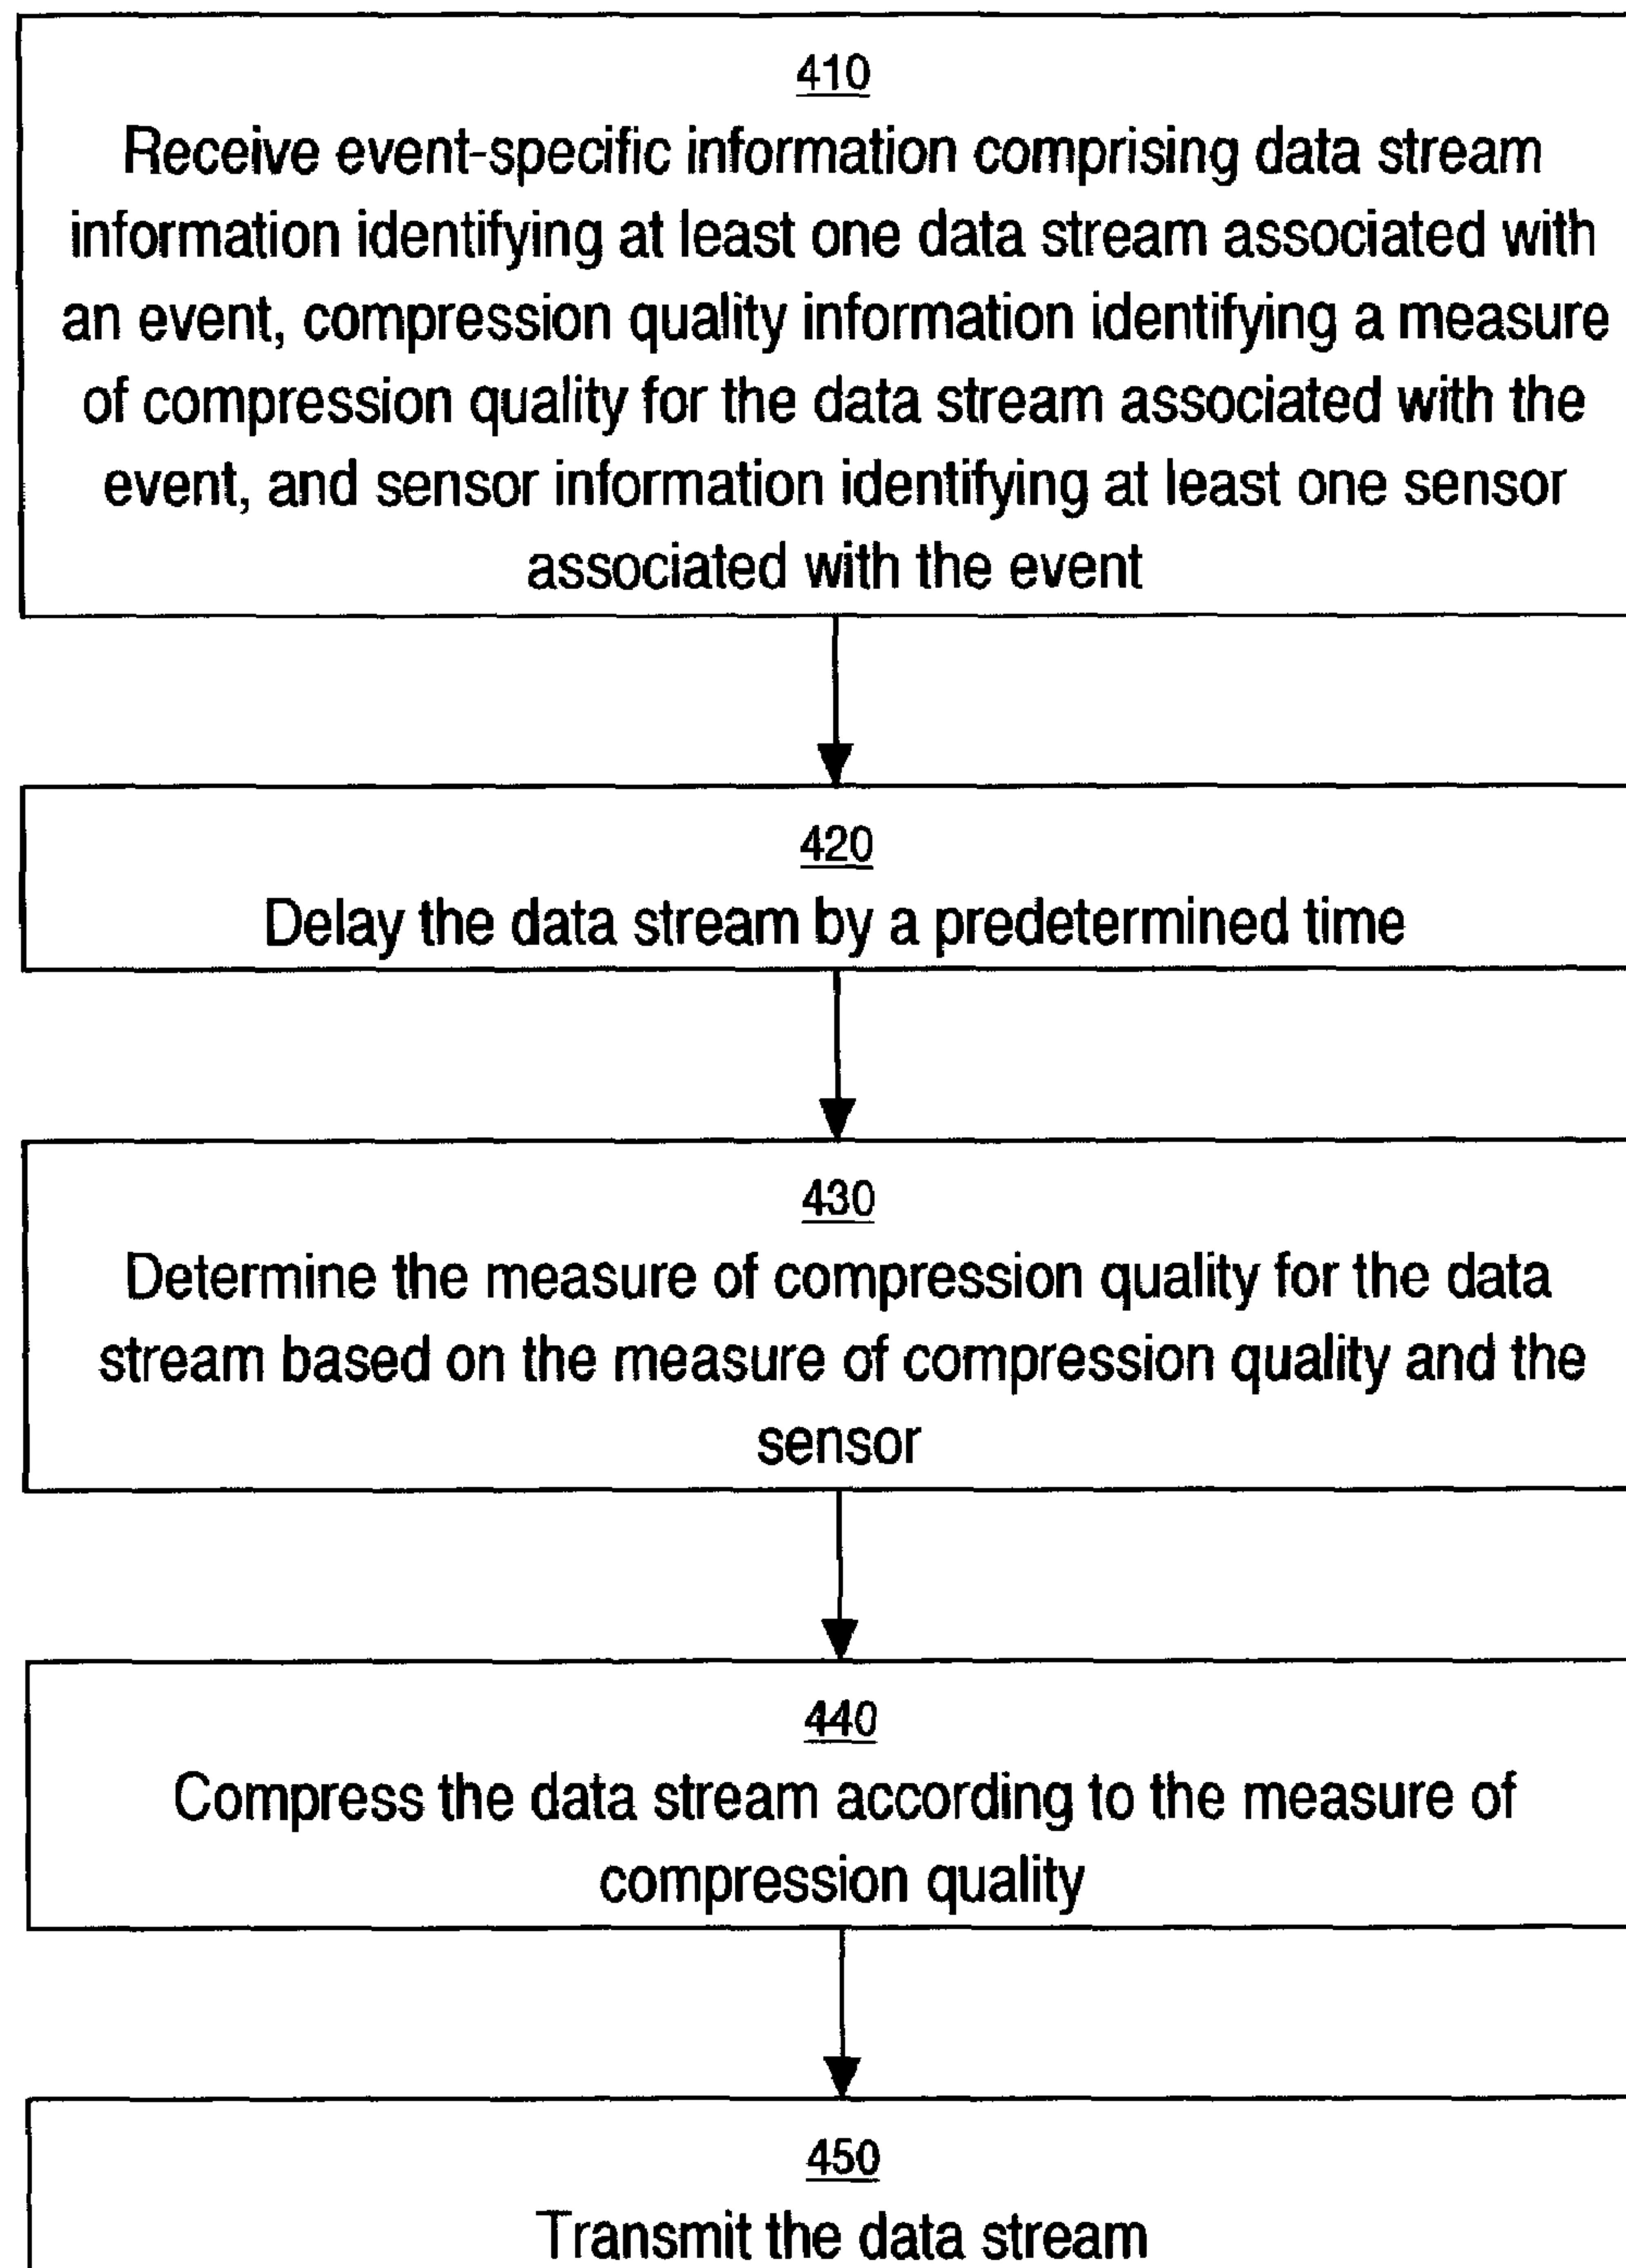 410
Receive event-specific information comprising data stream
information identifying at least one data stream associated with
an event, compression quality information identifying a measure
of compression quality for the data stream associated with the
event, and sensor information identifying at least one sensor
associated with the event
420
Delay the data stream by a predetermined time
430
Determine the measure of compression quality for the data
stream based on the measure of compression quality and the
sensor
440
Compress the data stream according to the measure of
compression quality
450
Transmit the data stream